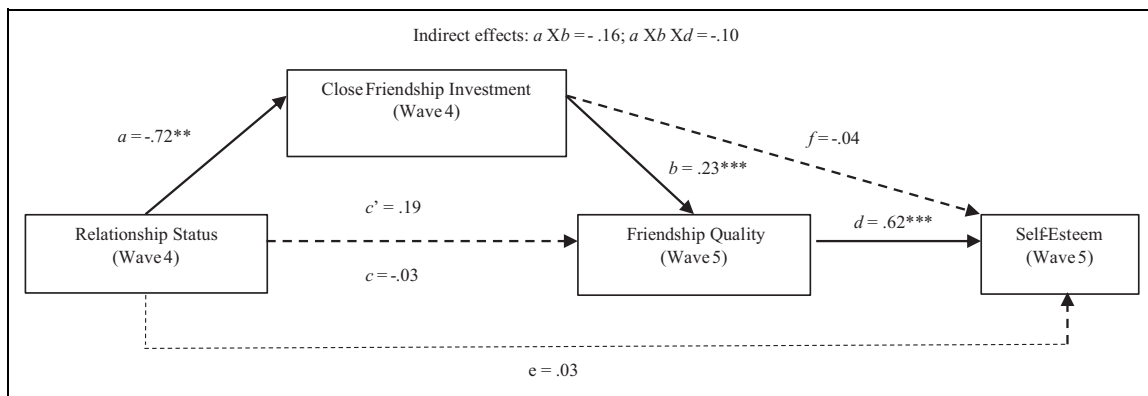 Indirect effects: a Xb = - .16; a Xb Xd = -.10
Close Friendship Investment
(Wave 4)
a = -.72**
f = -.04
b = .23***
c’ = .19
d = .62***
Relationship Status
(Wave 4)
Friendship Quality
(Wave 5)
Self-Esteem
(Wave 5)
c = -.03
e = .03